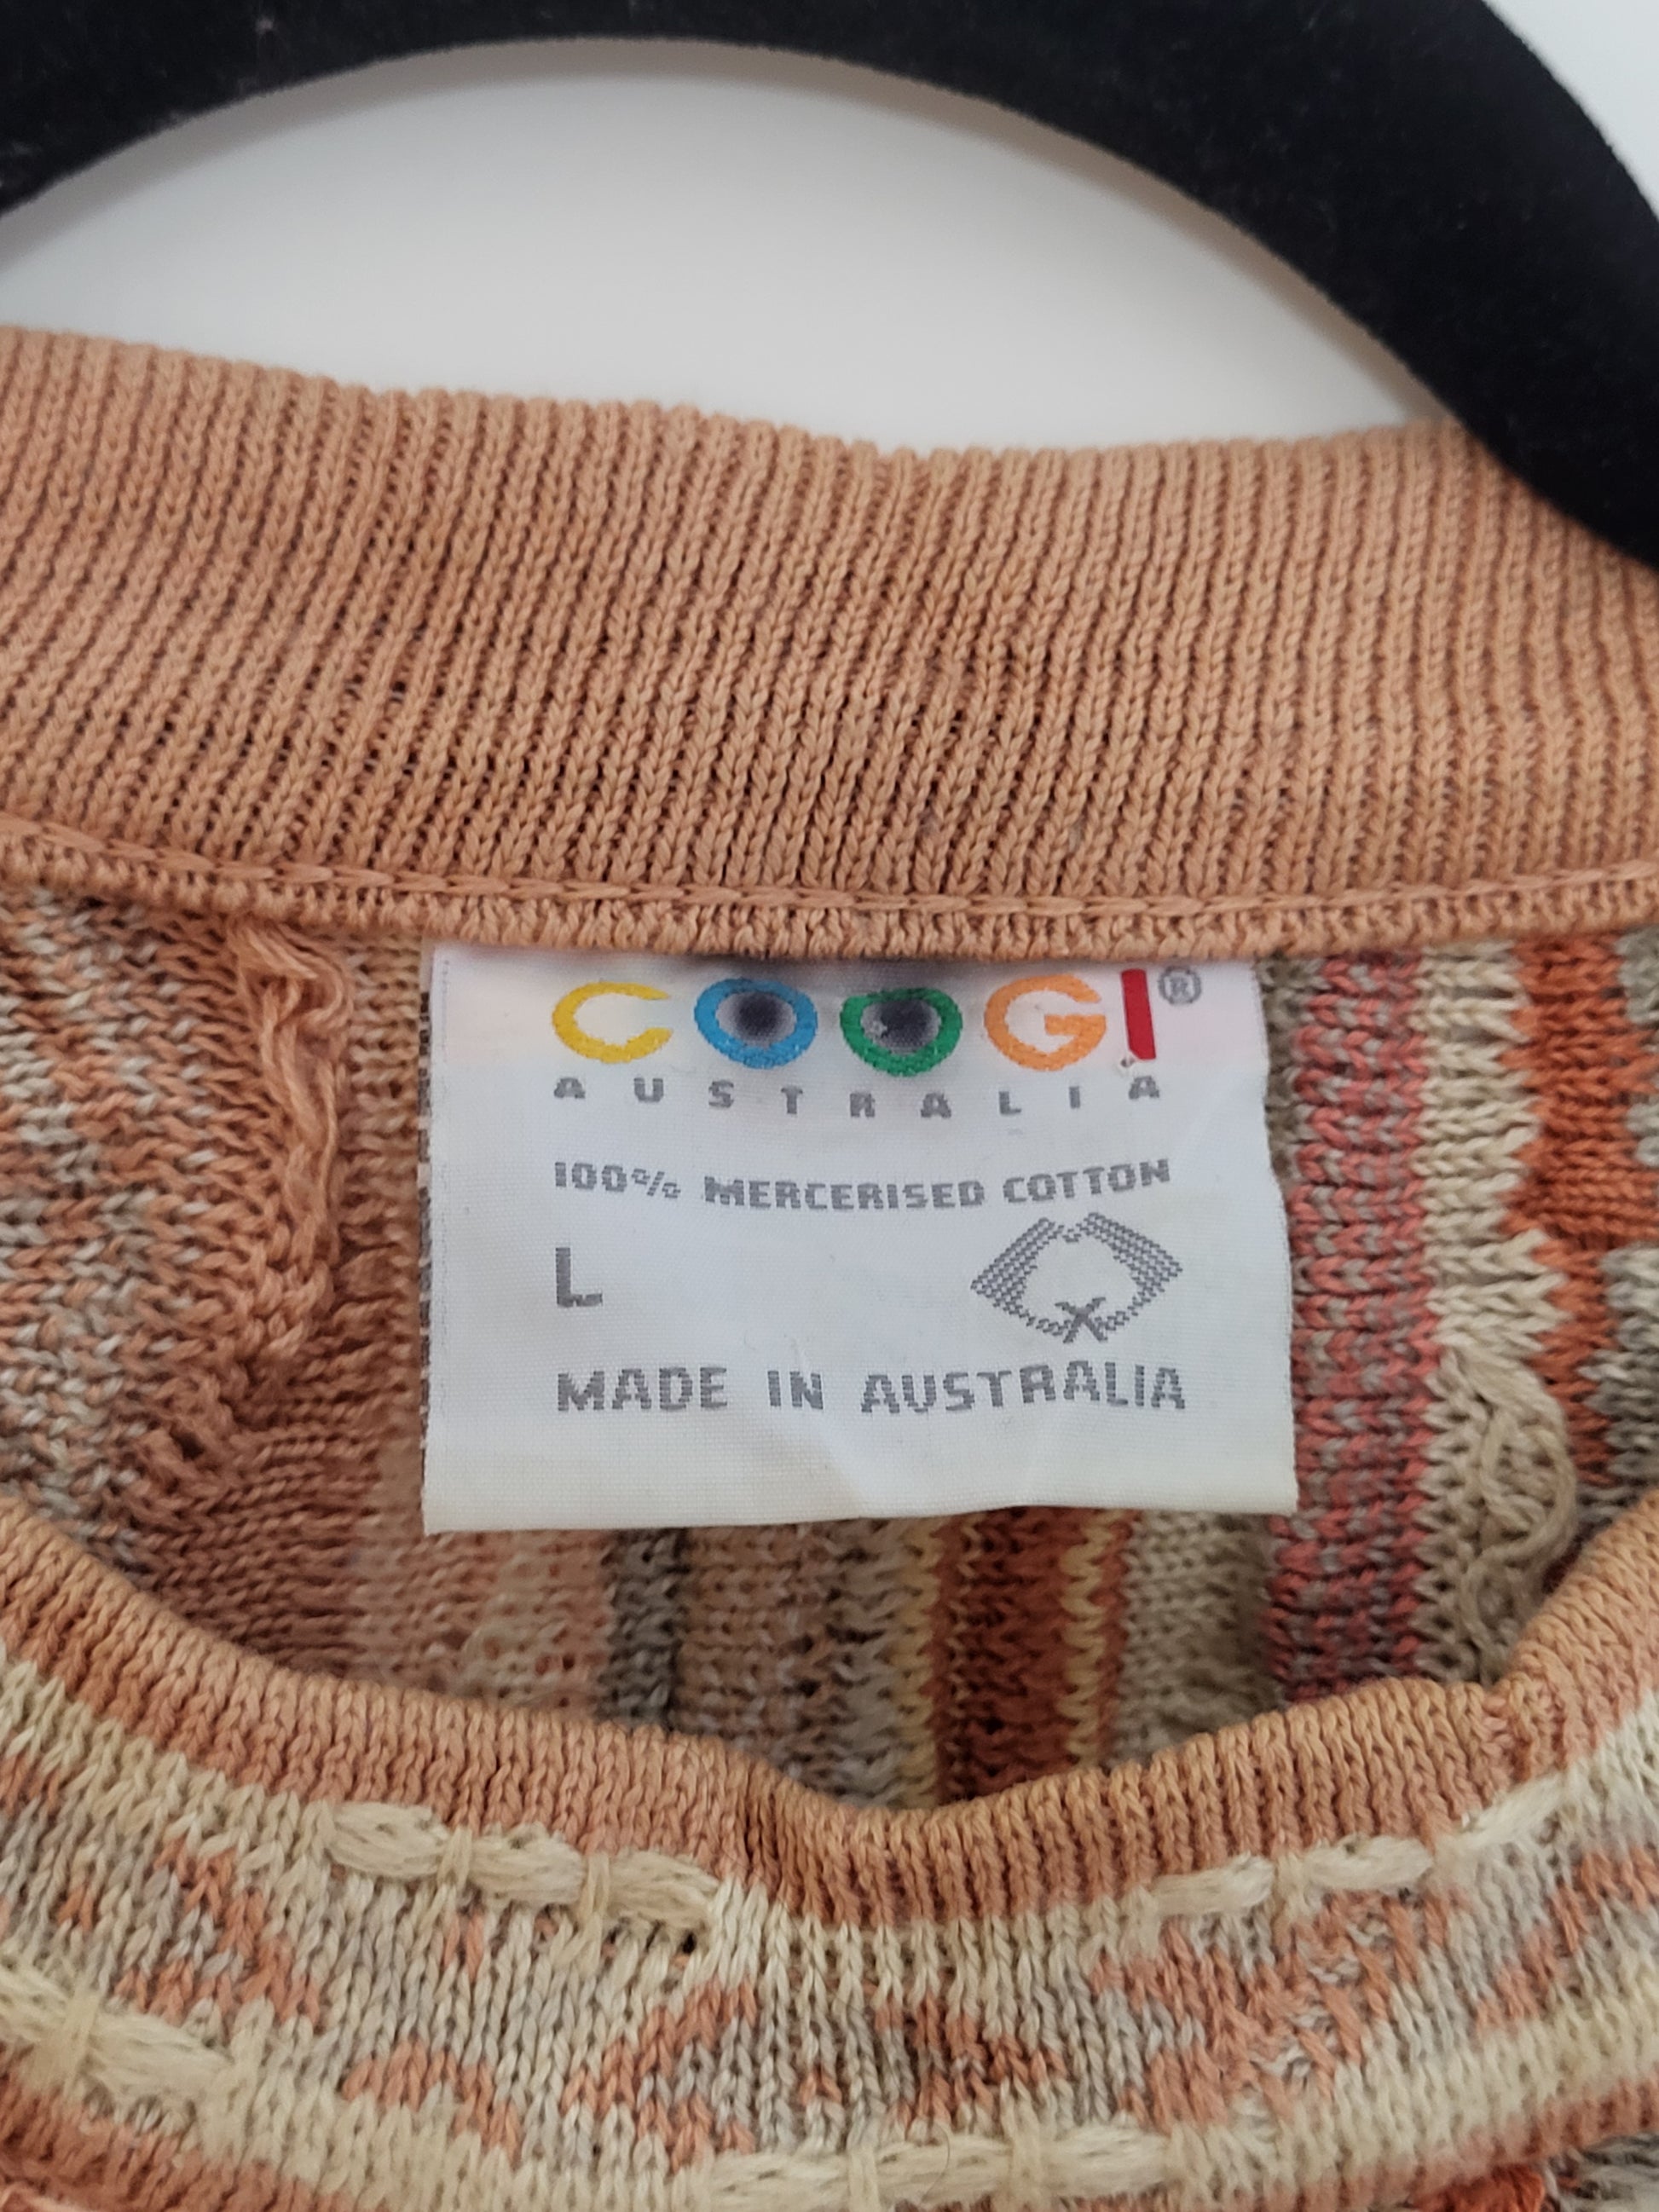 COOGI®
AUSTRALIA
100% MERCERISED COTTON
L
MADE IN AUSTRALIA